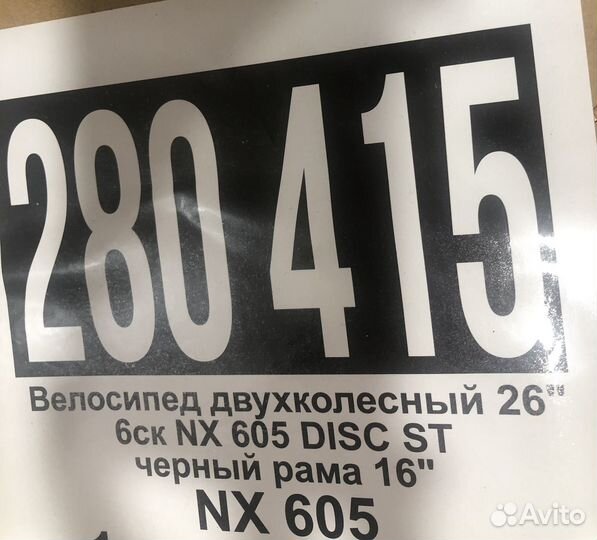 280 415
Велосипед двухколесный 26"
6ск NX 605 DISC ST
черный рама 16"
NX 605
Avito